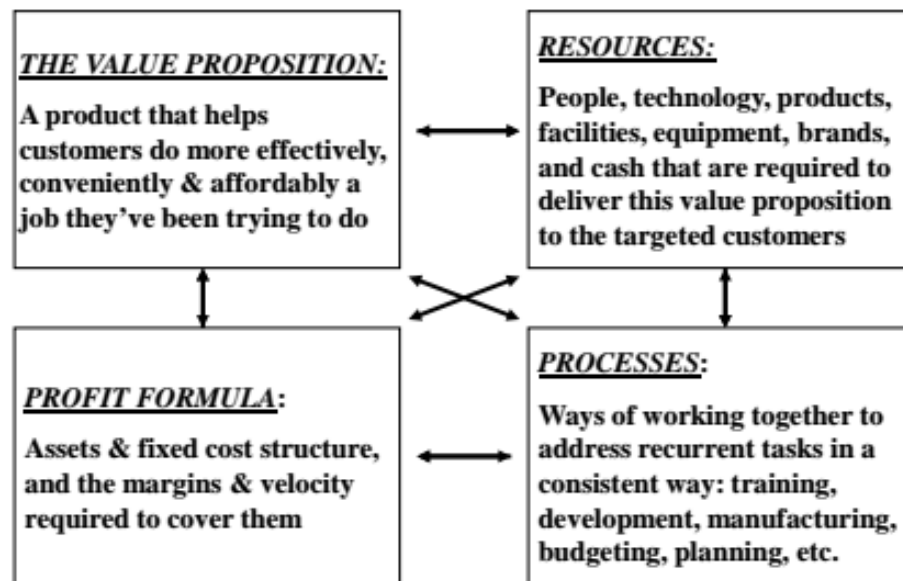 THE VALUE PROPOSITION:
A product that helps
customers do more effectively,
conveniently & affordably a
job they’ve been trying to do
RESOURCES:
People, technology, products,
facilities, equipment, brands,
and cash that are required to
deliver this value proposition
to the targeted customers
PROFIT FORMULA:
Assets & fixed cost structure,
and the margins & velocity
required to cover them
PROCESSES:
Ways of working together to
address recurrent tasks in a
consistent way: training,
development, manufacturing,
budgeting, planning, etc.